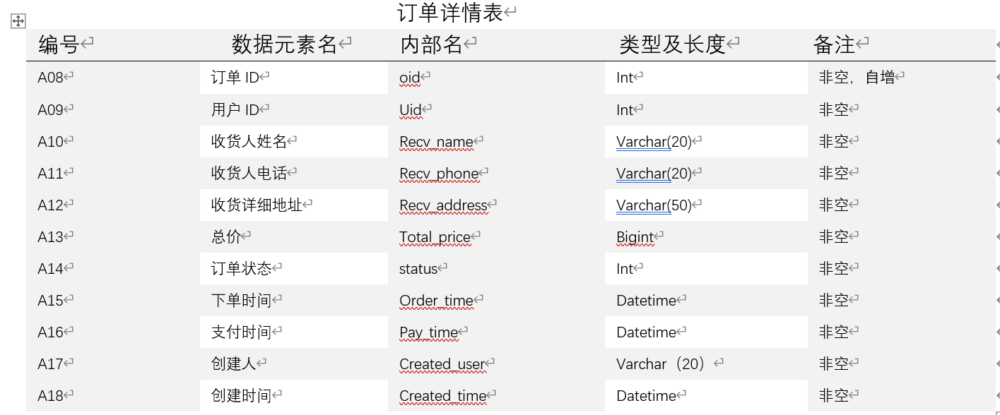 订单详情表
编号 数据元素名 内部名 类型及长度 备注
A08 订单 ID oid Int 非空，自增
A09 用户 ID Uid Int 非空
A10 收货人姓名 Recv_name Varchar(20) 非空
A11 收货人电话 Recv_phone Varchar(20) 非空
A12 收货详细地址 Recv_address Varchar(50) 非空
A13 总价 Total_price Bigint 非空
A14 订单状态 status Int 非空
A15 下单时间 Order_time Datetime 非空
A16 支付时间 Pay_time Datetime 非空
A17 创建人 Created_user Varchar（20） 非空
A18 创建时间 Created_time Datetime 非空